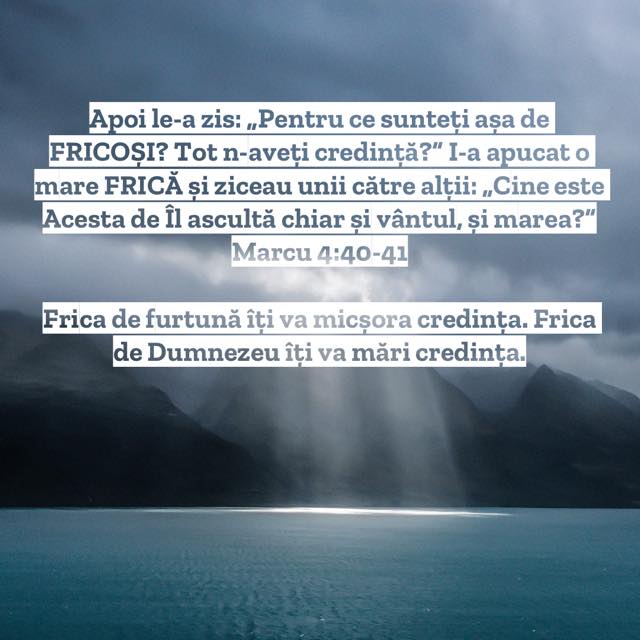 Apoi le-a zis: „Pentru ce sunteți așa de
FRICOȘI? Tot n-aveți credință?” I-a apucat o
mare FRICĂ și ziceau unii către alții: „Cine este
Acesta de Îl ascultă chiar și vântul, și marea?”
Marcu 4:40-41
Frica de furtună îți va micșora credința. Frica
de Dumnezeu îți va mări credința.